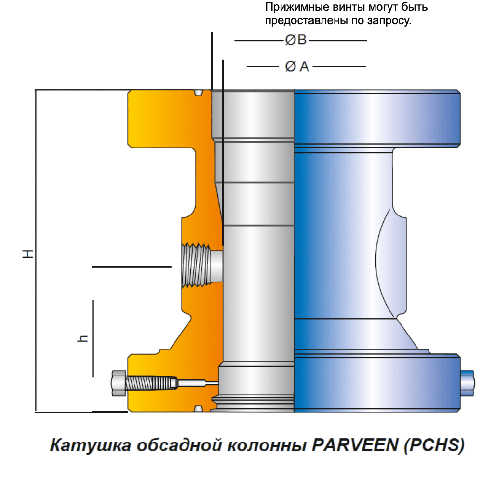 Прижимные винты могут быть
предоставлены по запросу.
ØB
Ø A
H
h
Катушка обсадной колонны PARVEEN (PCHS)